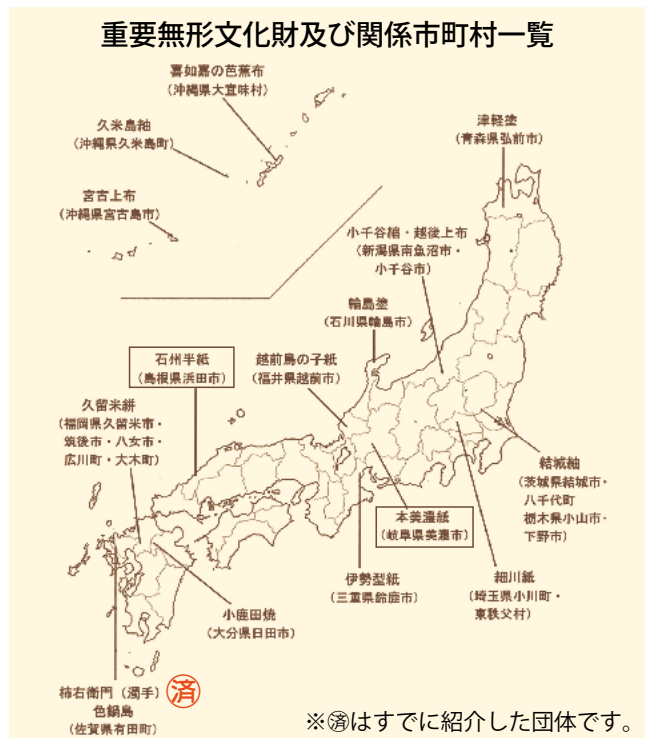 重要無形文化財及び関係市町村一覧
喜如嘉の芭蕉布
(沖縄県大宜味村)
久米島紬
(沖縄県久米島町)
宮古上布
(沖縄県宮古島市)
津軽塗
(青森県弘前市)
小千谷縮・越後上布
(新潟県南魚沼市・
小千谷市)
輪島塗
(石川県輪島市)
石州半紙
(島根県浜田市)
越前鳥の子紙
(福井県越前市)
久留米絣
(福岡県久留米市・
筑後市・八女市・
広川町・大木町)
結城紬
(茨城県結城市・
八千代町
栃木県小山市・
下野市)
本美濃紙
(岐阜県美濃市)
伊勢型紙
(三重県鈴鹿市)
細川紙
(埼玉県小川町・
東秩父村)
小鹿田焼
(大分県日田市)
柿右衛門(濁手) 済
色鍋島
(佐賀県有田町)
※㊮はすでに紹介した団体です。